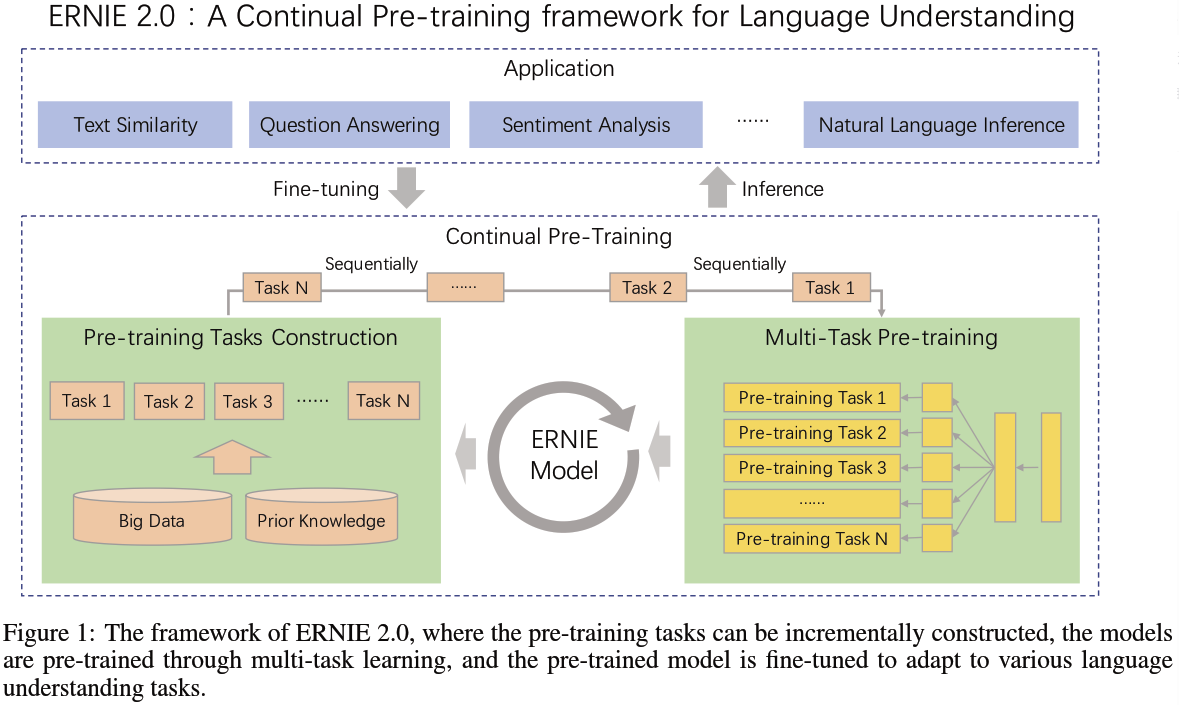 ERNIE 2.0 : A Continual Pre-training framework for Language Understanding
Application
Text Similarity
Question Answering
Sentiment Analysis
······
Natural Language Inference
Fine-tuning
Inference
Continual Pre-Training
Sequentially
Sequentially
Task N
······
Task 2
Task 1
Pre-training Tasks Construction
Task 1
Task 2
Task 3
······
Task N
Big Data
Prior Knowledge
ERNIE
Model
Multi-Task Pre-training
Pre-training Task 1
Pre-training Task 2
Pre-training Task 3
······
Pre-training Task N
Figure 1: The framework of ERNIE 2.0, where the pre-training tasks can be incrementally constructed, the models
are pre-trained through multi-task learning, and the pre-trained model is fine-tuned to adapt to various language
understanding tasks.